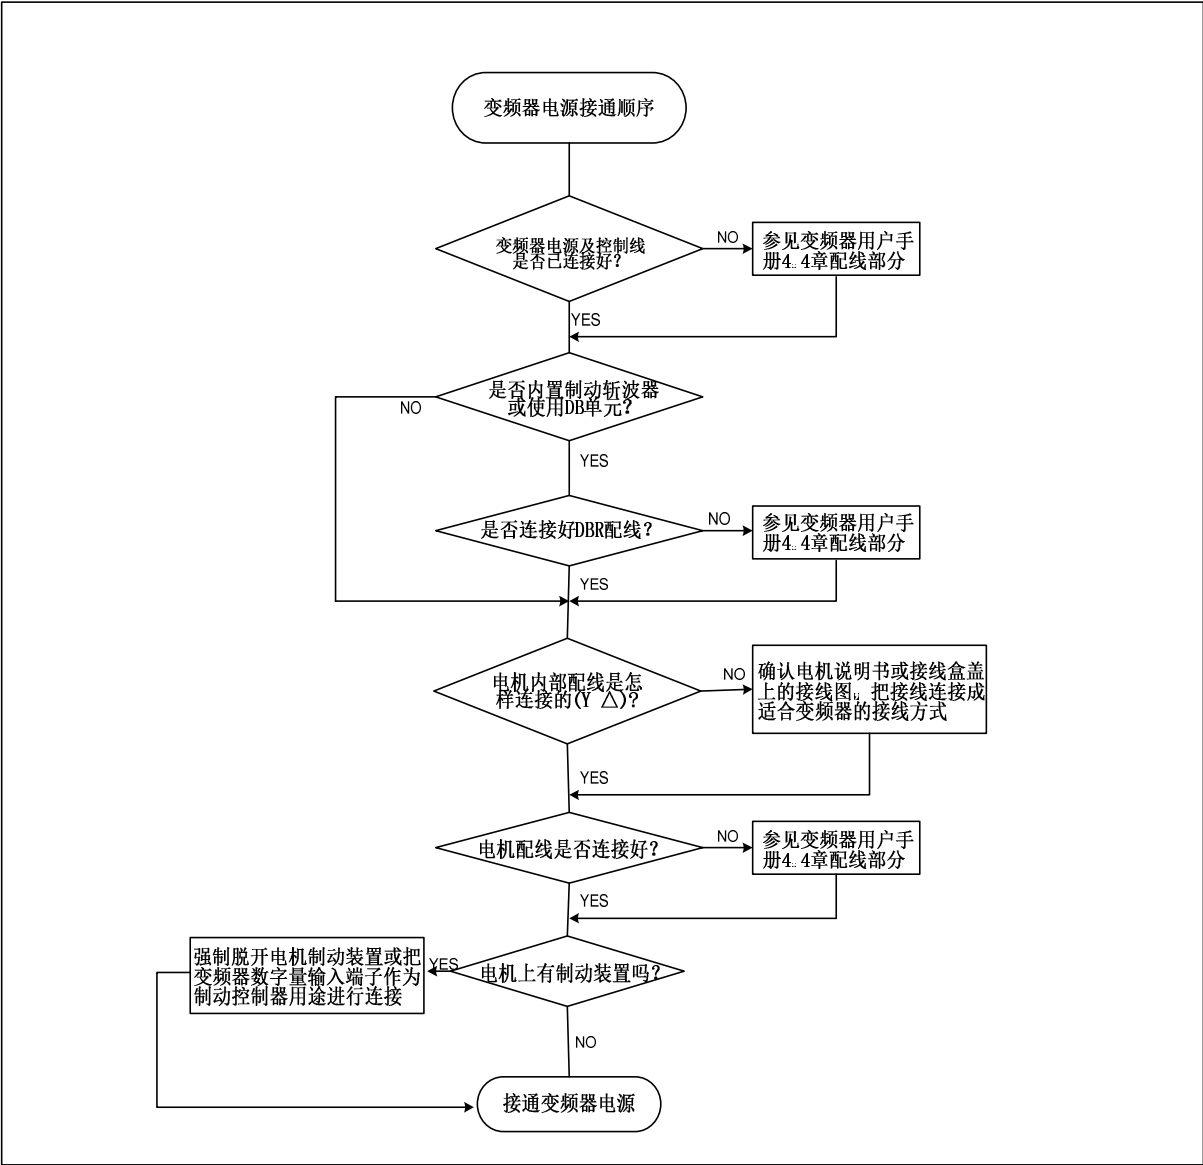 变频器电源接通顺序
变频器电源及控制线
是否已连接好？
NO
参见变频器用户手
册4.4章配线部分
YES
是否内置制动斩波器
或使用DB单元？
NO
YES
是否连接好DBR配线？
NO
参见变频器用户手
册4.4章配线部分
YES
电机内部配线是怎
样连接的(Y △)?
NO
确认电机说明书或接线盒盖
上的接线图，把接线连接成
适合变频器的接线方式
YES
电机配线是否连接好？
NO
参见变频器用户手
册4.4章配线部分
YES
电机上有制动装置吗？
YES
强制脱开电机制动装置或把
变频器数字量输入端子作为
制动控制器用途进行连接
NO
接通变频器电源